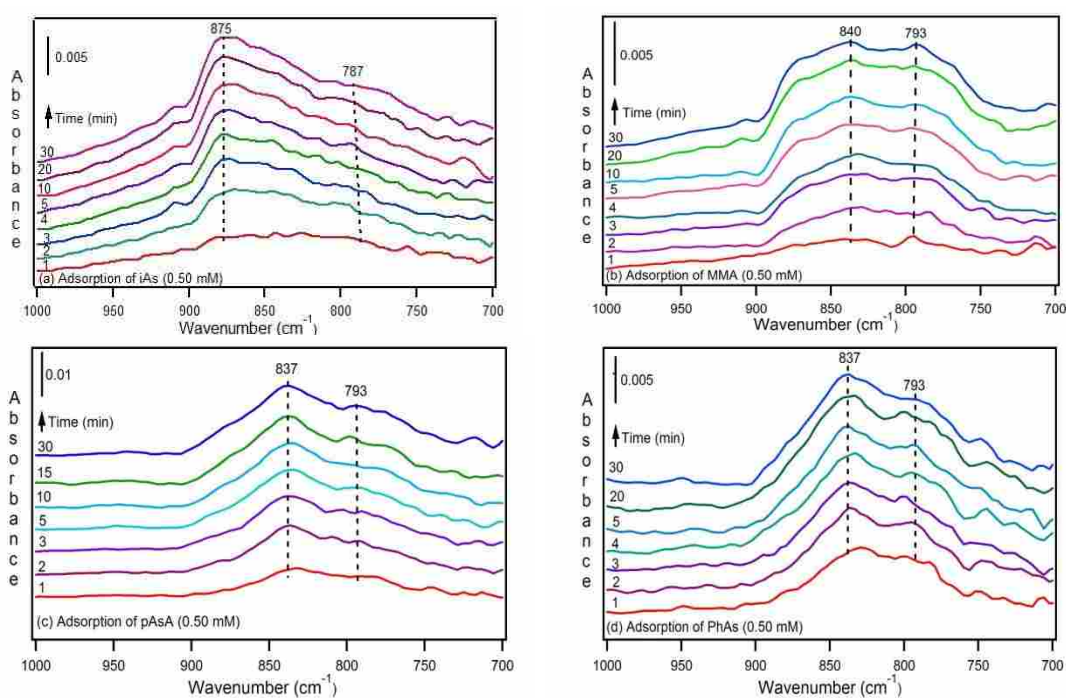 875
787
0.005
Absorbance
Time (min)
30
20
10
5
4
3
2
1
(a) Adsorption of iAs (0.50 mM)
1000 950 900 850 800 750 700
Wavenumber (cm⁻¹)
840
793
0.005
Absorbance
Time (min)
30
20
10
5
4
3
2
1
(b) Adsorption of MMA (0.50 mM)
1000 950 900 850 800 750 700
Wavenumber (cm⁻¹)
837
793
0.01
Absorbance
Time (min)
30
15
10
5
3
2
1
(c) Adsorption of pAsA (0.50 mM)
1000 950 900 850 800 750 700
Wavenumber (cm⁻¹)
837
793
0.005
Absorbance
Time (min)
30
20
5
4
3
2
1
(d) Adsorption of PhAs (0.50 mM)
1000 950 900 850 800 750 700
Wavenumber (cm⁻¹)